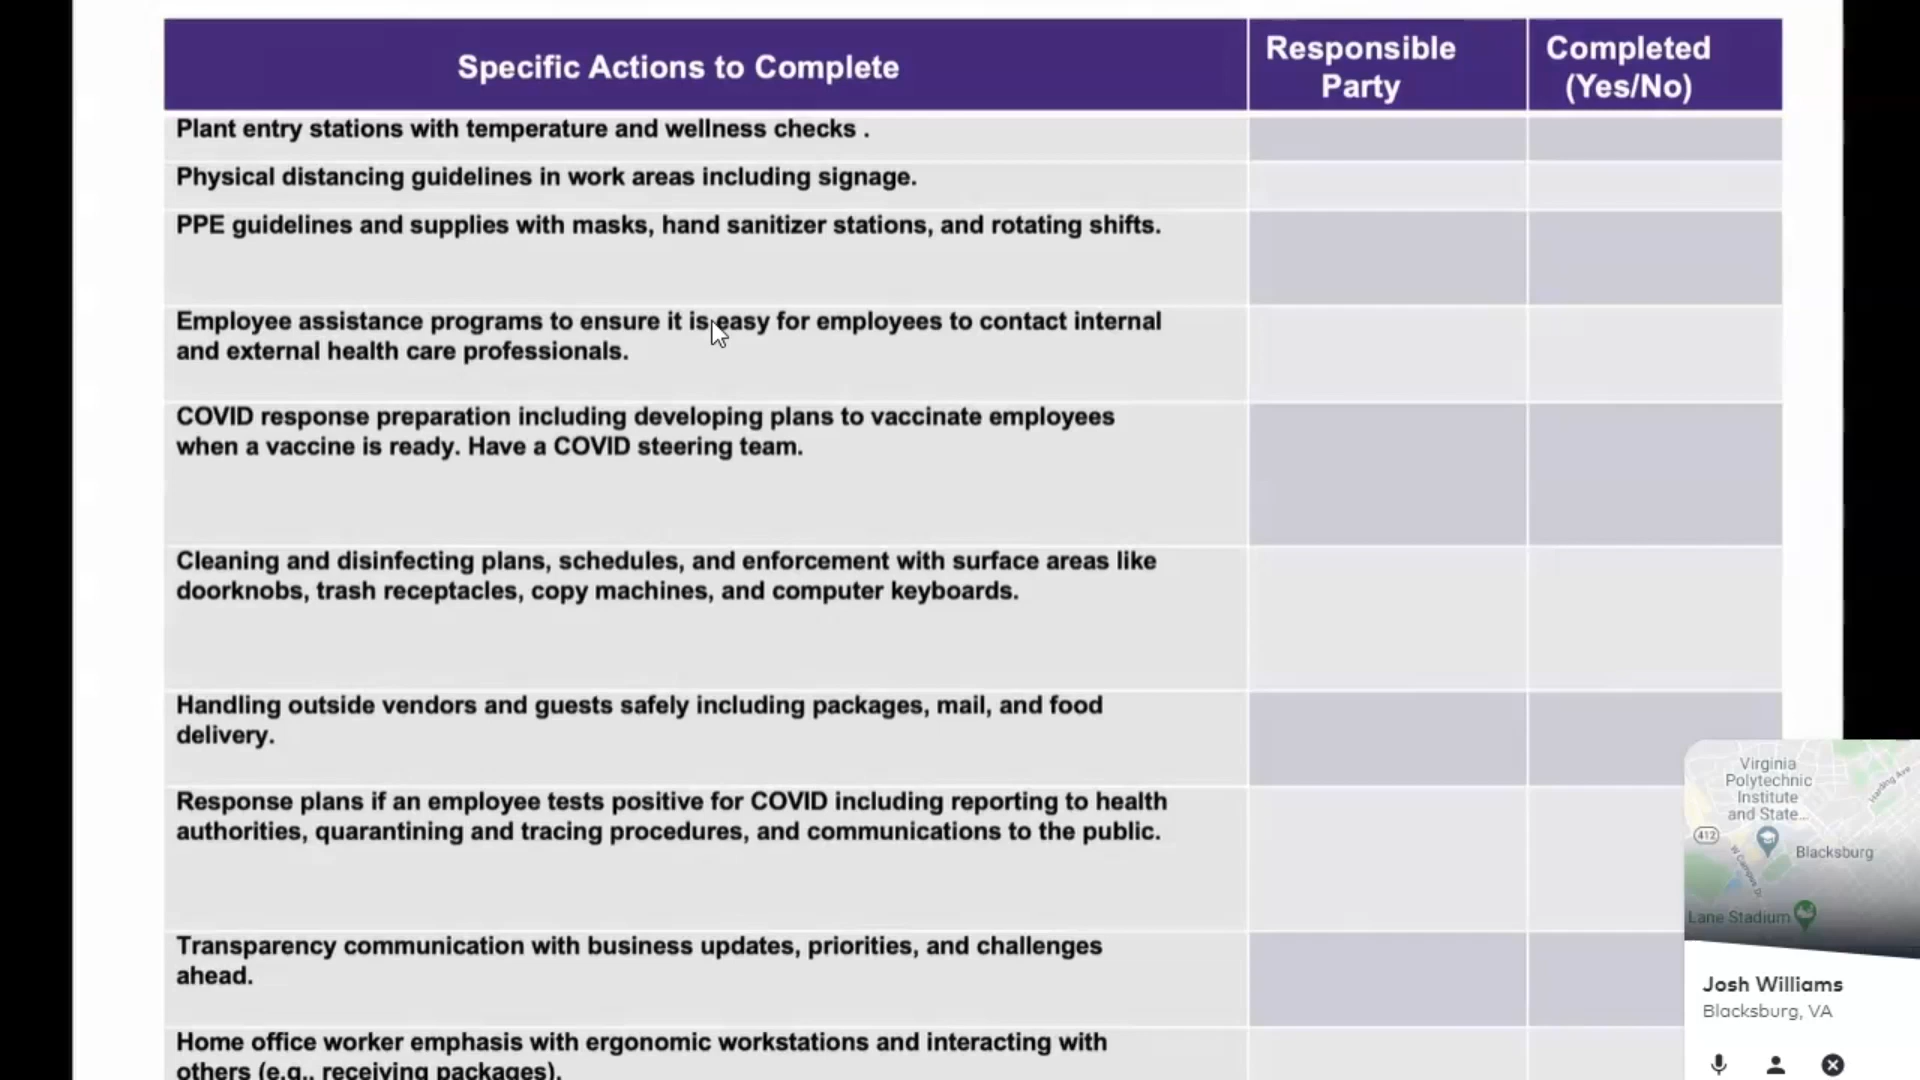 Specific Actions to Complete
Responsible
Party
Completed
(Yes/No)
Plant entry stations with temperature and wellness checks .
Physical distancing guidelines in work areas including signage.
PPE guidelines and supplies with masks, hand sanitizer stations, and rotating shifts.
Employee assistance programs to ensure it is easy for employees to contact internal
and external health care professionals.
COVID response preparation including developing plans to vaccinate employees
when a vaccine is ready. Have a COVID steering team.
Cleaning and disinfecting plans, schedules, and enforcement with surface areas like
doorknobs, trash receptacles, copy machines, and computer keyboards.
Handling outside vendors and guests safely including packages, mail, and food
delivery.
Response plans if an employee tests positive for COVID including reporting to health
authorities, quarantining and tracing procedures, and communications to the public.
Transparency communication with business updates, priorities, and challenges
ahead.
Home office worker emphasis with ergonomic workstations and interacting with
others (e.g., receiving packages).
Virginia
Polytechnic
Institute
and State...
Harding Ave
412
W Campus Dr
Blacksburg
Lane Stadium
Josh Williams
Blacksburg, VA